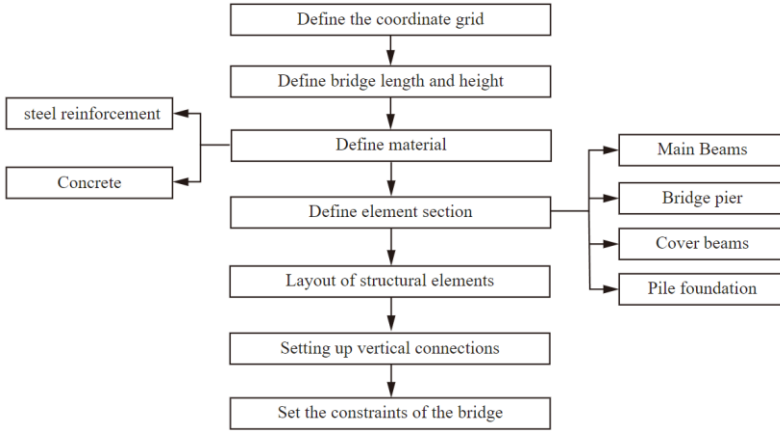 Define the coordinate grid
Define bridge length and height
steel reinforcement
Define material
Concrete
Define element section
Main Beams
Bridge pier
Cover beams
Pile foundation
Layout of structural elements
Setting up vertical connections
Set the constraints of the bridge